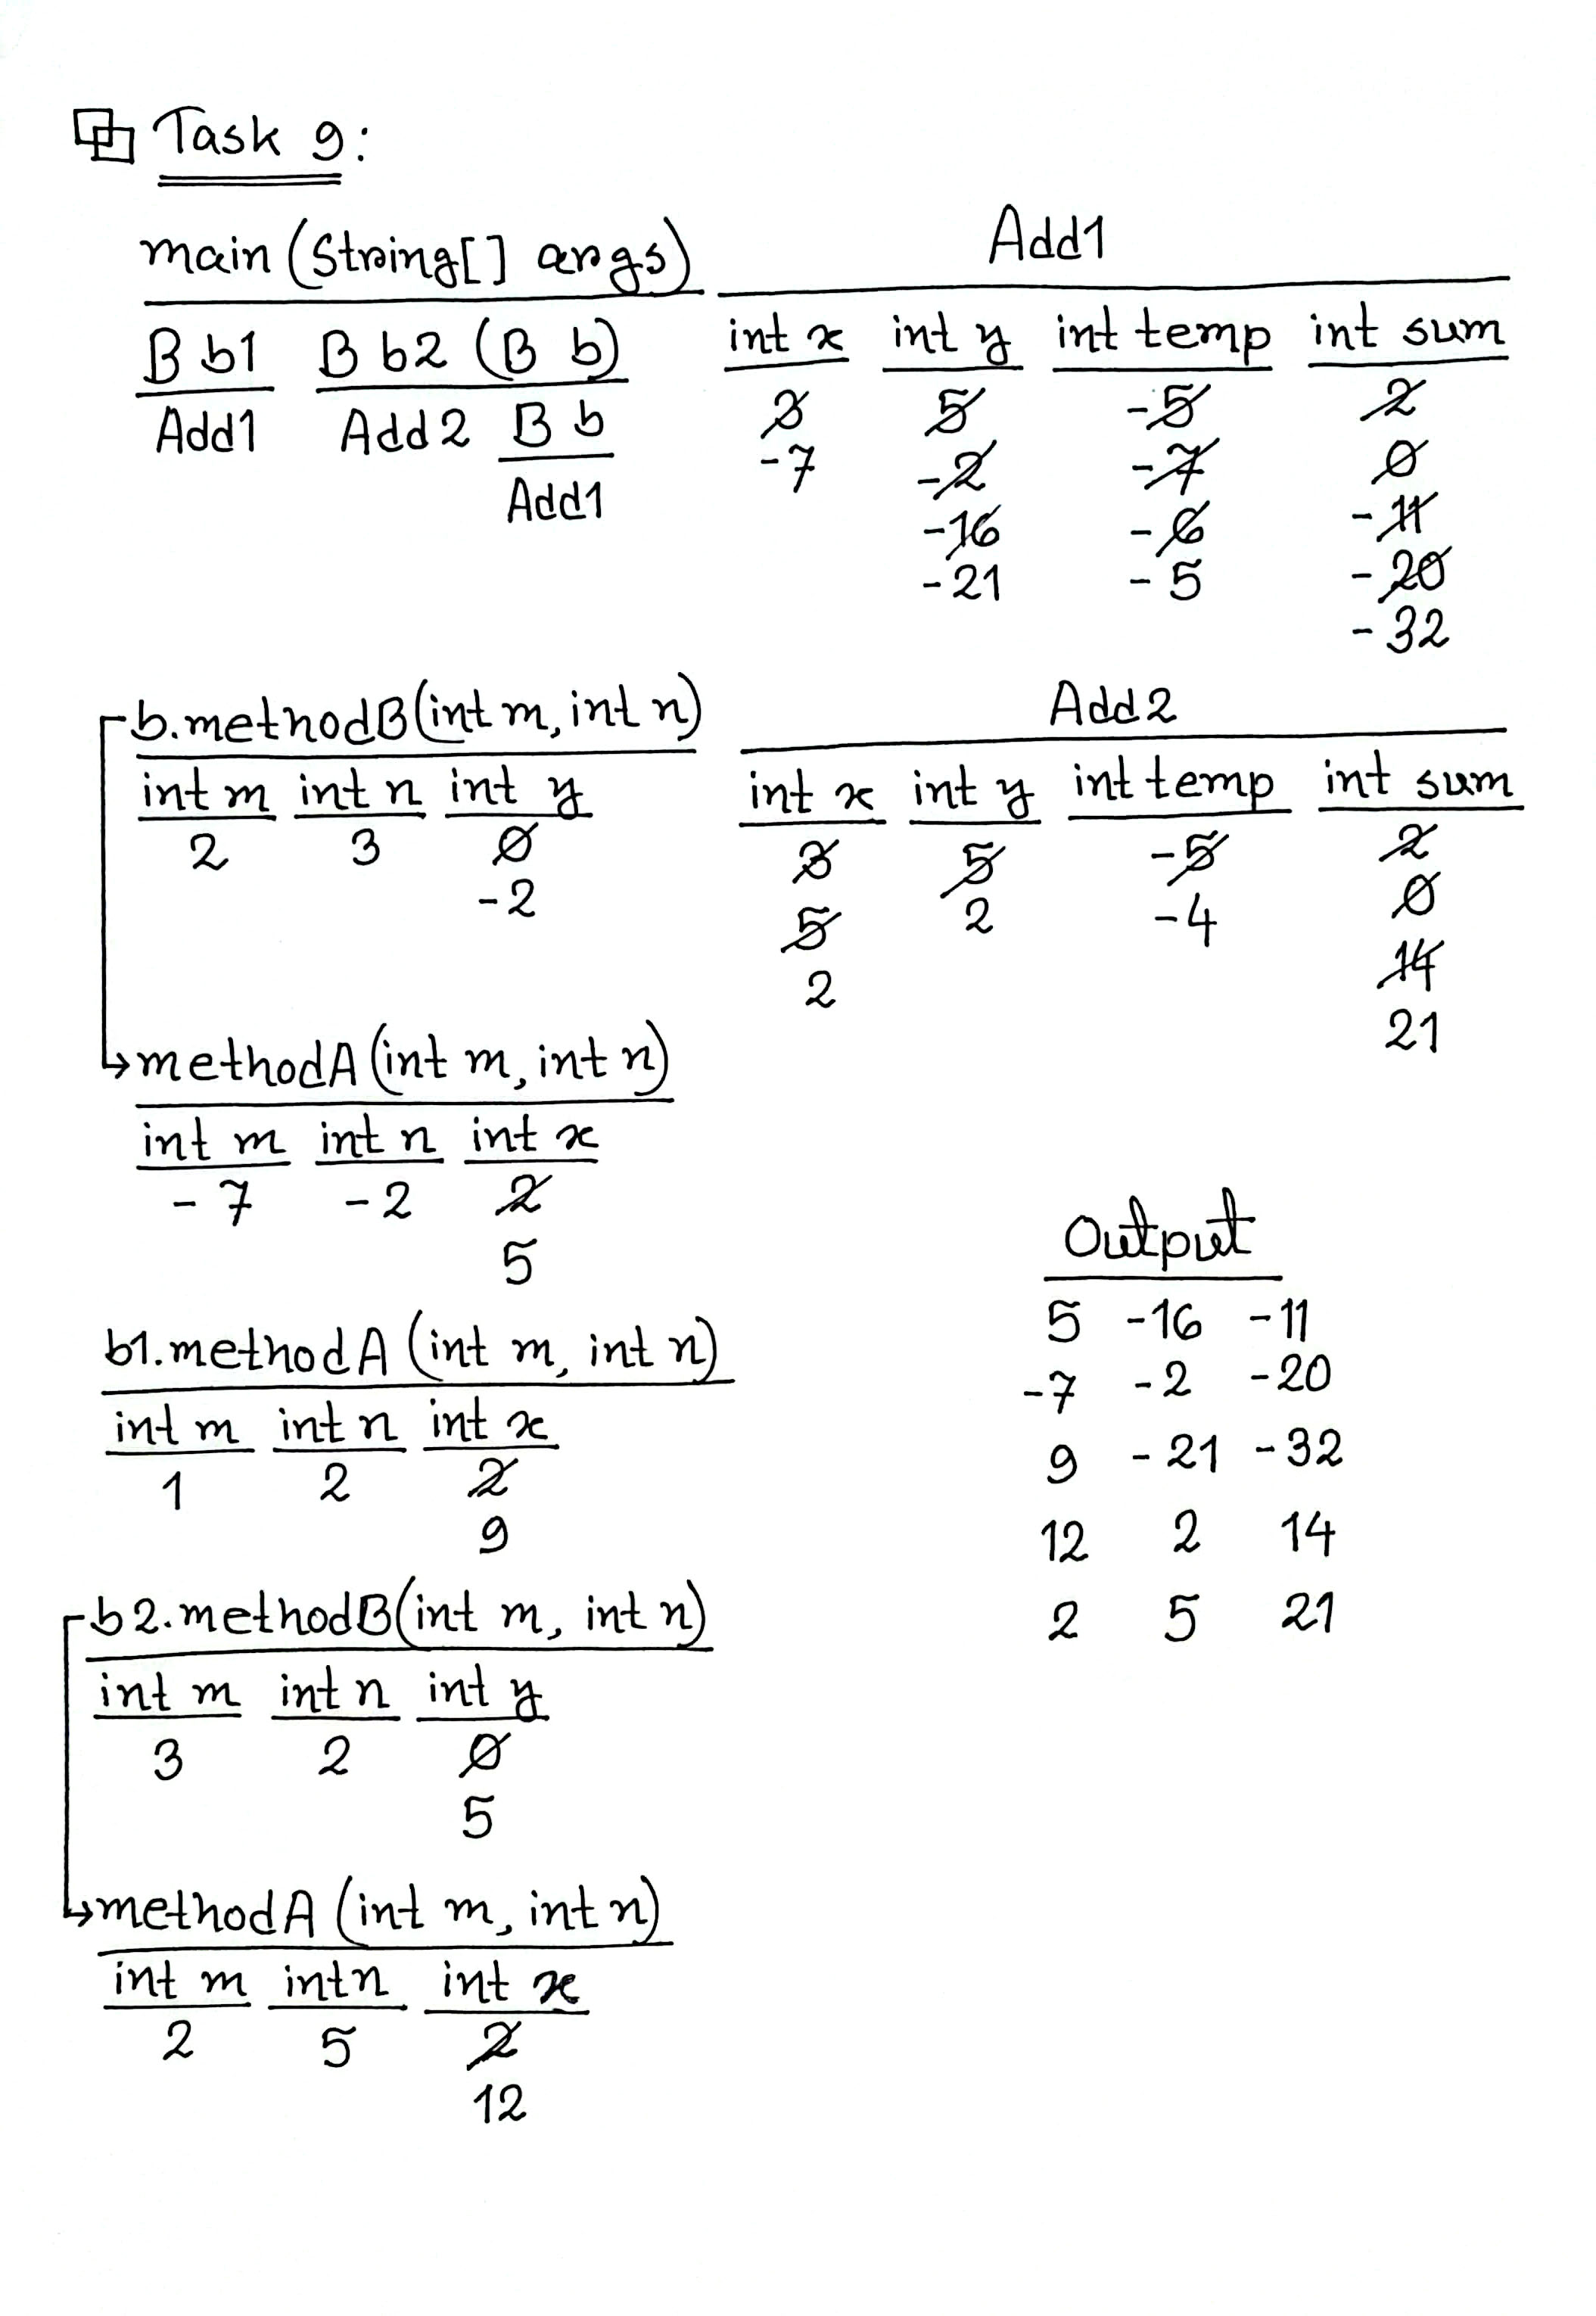 Task 9:
main (String[] args)
B b1 B b2 (B b)
Add1 Add2 B b
Add1
Add1
int x int y int temp int sum
3 5 -5 2
-7 -2 -7 0
-16 -6 -11
-21 -5 -20
-32
b.methodB(int m, int n)
int m int n int y
2 3 0
-2
Add2
int x int y int temp int sum
3 5 -5 2
5 2 -4 0
2 14
21
methodA (int m, int n)
int m int n int x
-7 -2 2
5
b1.methodA (int m, int n)
int m int n int x
1 2 2
9
b2.methodB(int m, int n)
int m int n int y
3 2 0
5
methodA (int m, int n)
int m int n int x
2 5 2
12
Output
5 -16 -11
-7 -2 -20
9 -21 -32
12 2 14
2 5 21